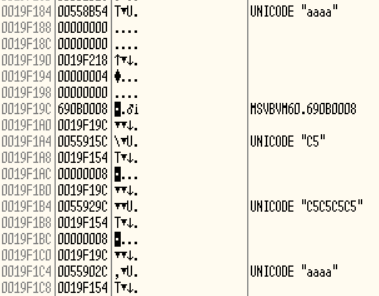 0019F184 00558B54 T▼U. UNICODE "aaaa"
0019F188 00000000 ....
0019F18C 00000000 ....
0019F190 0019F218 ↑▼↓.
0019F194 00000004 ♦...
0019F198 00000000 ....
0019F19C 690B0008 ◘.♂i MSVBVM60.690B0008
0019F1A0 0019F19C ▼▼↓.
0019F1A4 0055915C \▼U. UNICODE "C5"
0019F1A8 0019F154 T▼↓.
0019F1AC 00000008 ◘...
0019F1B0 0019F19C ▼▼↓.
0019F1B4 0055929C ▼▼U. UNICODE "C5C5C5C5"
0019F1B8 0019F154 T▼↓.
0019F1BC 00000008 ◘...
0019F1C0 0019F19C ▼▼↓.
0019F1C4 0055902C ,▼U. UNICODE "aaaa"
0019F1C8 0019F154 T▼↓.